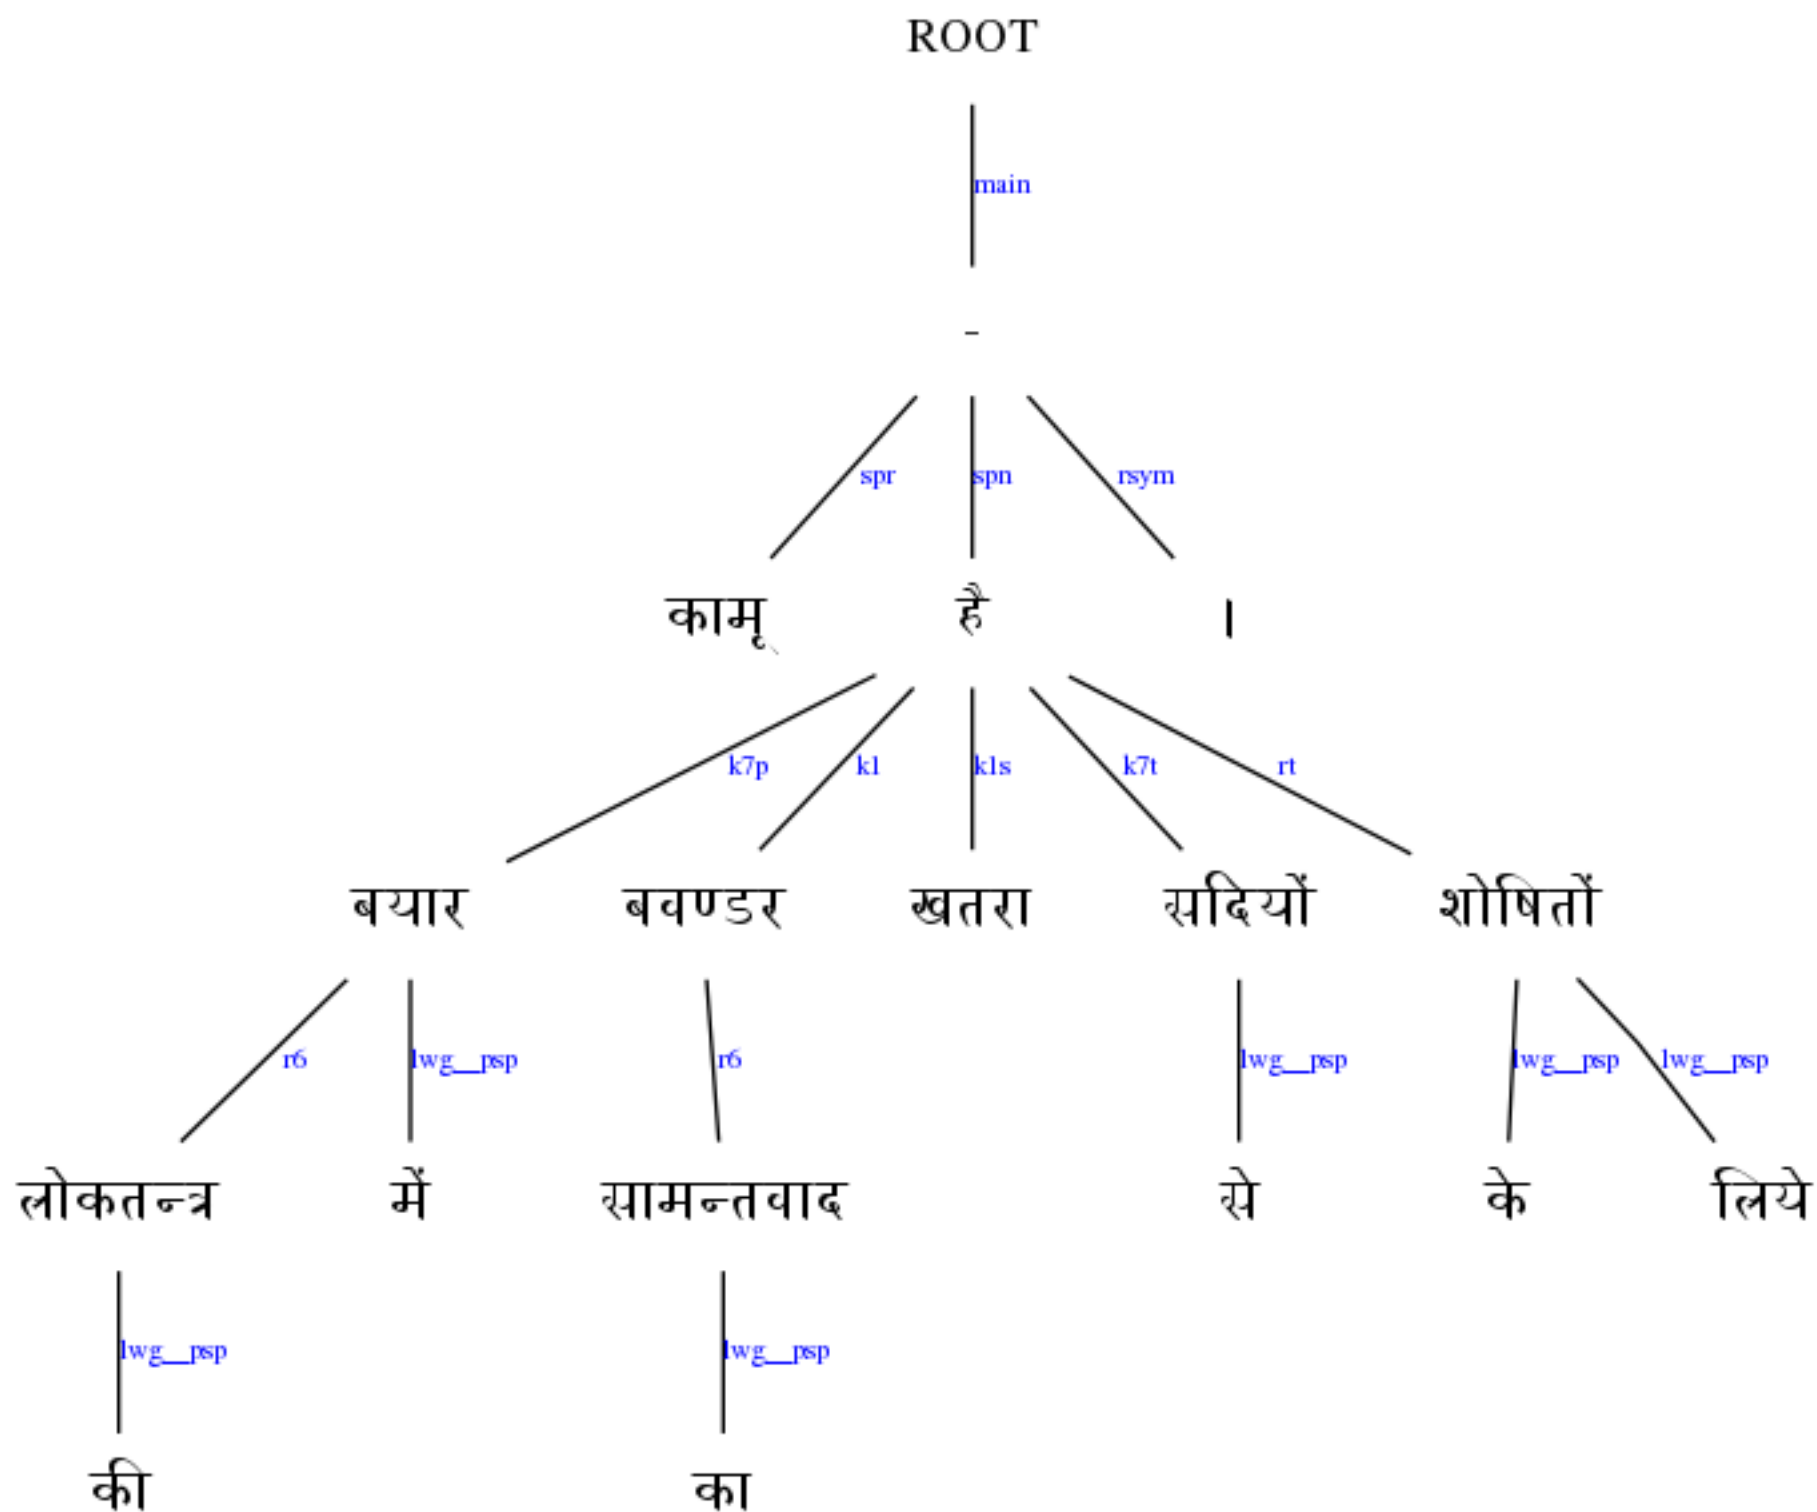 ROOT
main
-
spr spn rsym
कामू है ।
k7p k1 k1s k7t rt
बयार बवण्डर खतरा सदियों शोषितों
r6 lwg__psp r6 lwg__psp lwg__psp lwg__psp
लोकतन्त्र में सामन्तवाद से के लिये
lwg__psp lwg__psp
की का